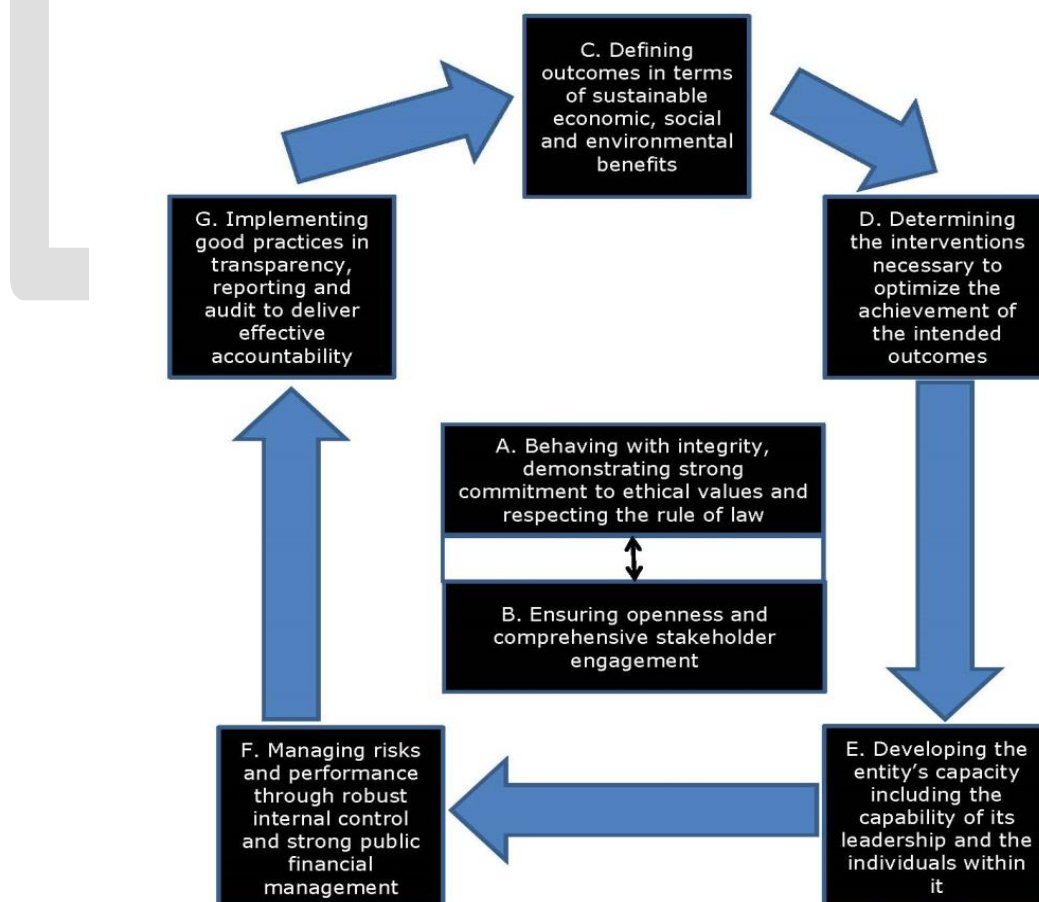 C. Defining
outcomes in terms
of sustainable
economic, social
and environmental
benefits
G. Implementing
good practices in
transparency,
reporting and
audit to deliver
effective
accountability
D. Determining
the interventions
necessary to
optimize the
achievement of
the intended
outcomes
A. Behaving with integrity,
demonstrating strong
commitment to ethical values and
respecting the rule of law
B. Ensuring openness and
comprehensive stakeholder
engagement
F. Managing risks
and performance
through robust
internal control
and strong public
financial
management
E. Developing the
entity’s capacity
including the
capability of its
leadership and the
individuals within
it